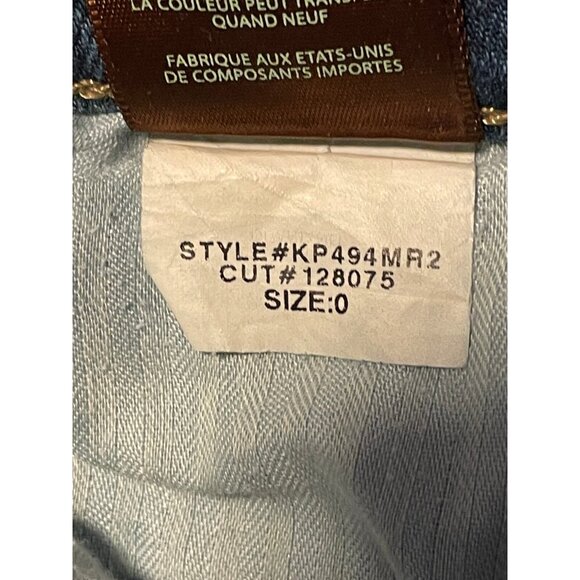 LA COULEUR PEUT
QUAND NEUF
FABRIQUE AUX ETATS-UNIS
DE COMPOSANTS IMPORTES
STYLE#KP494MR2
CUT#128075
SIZE:0